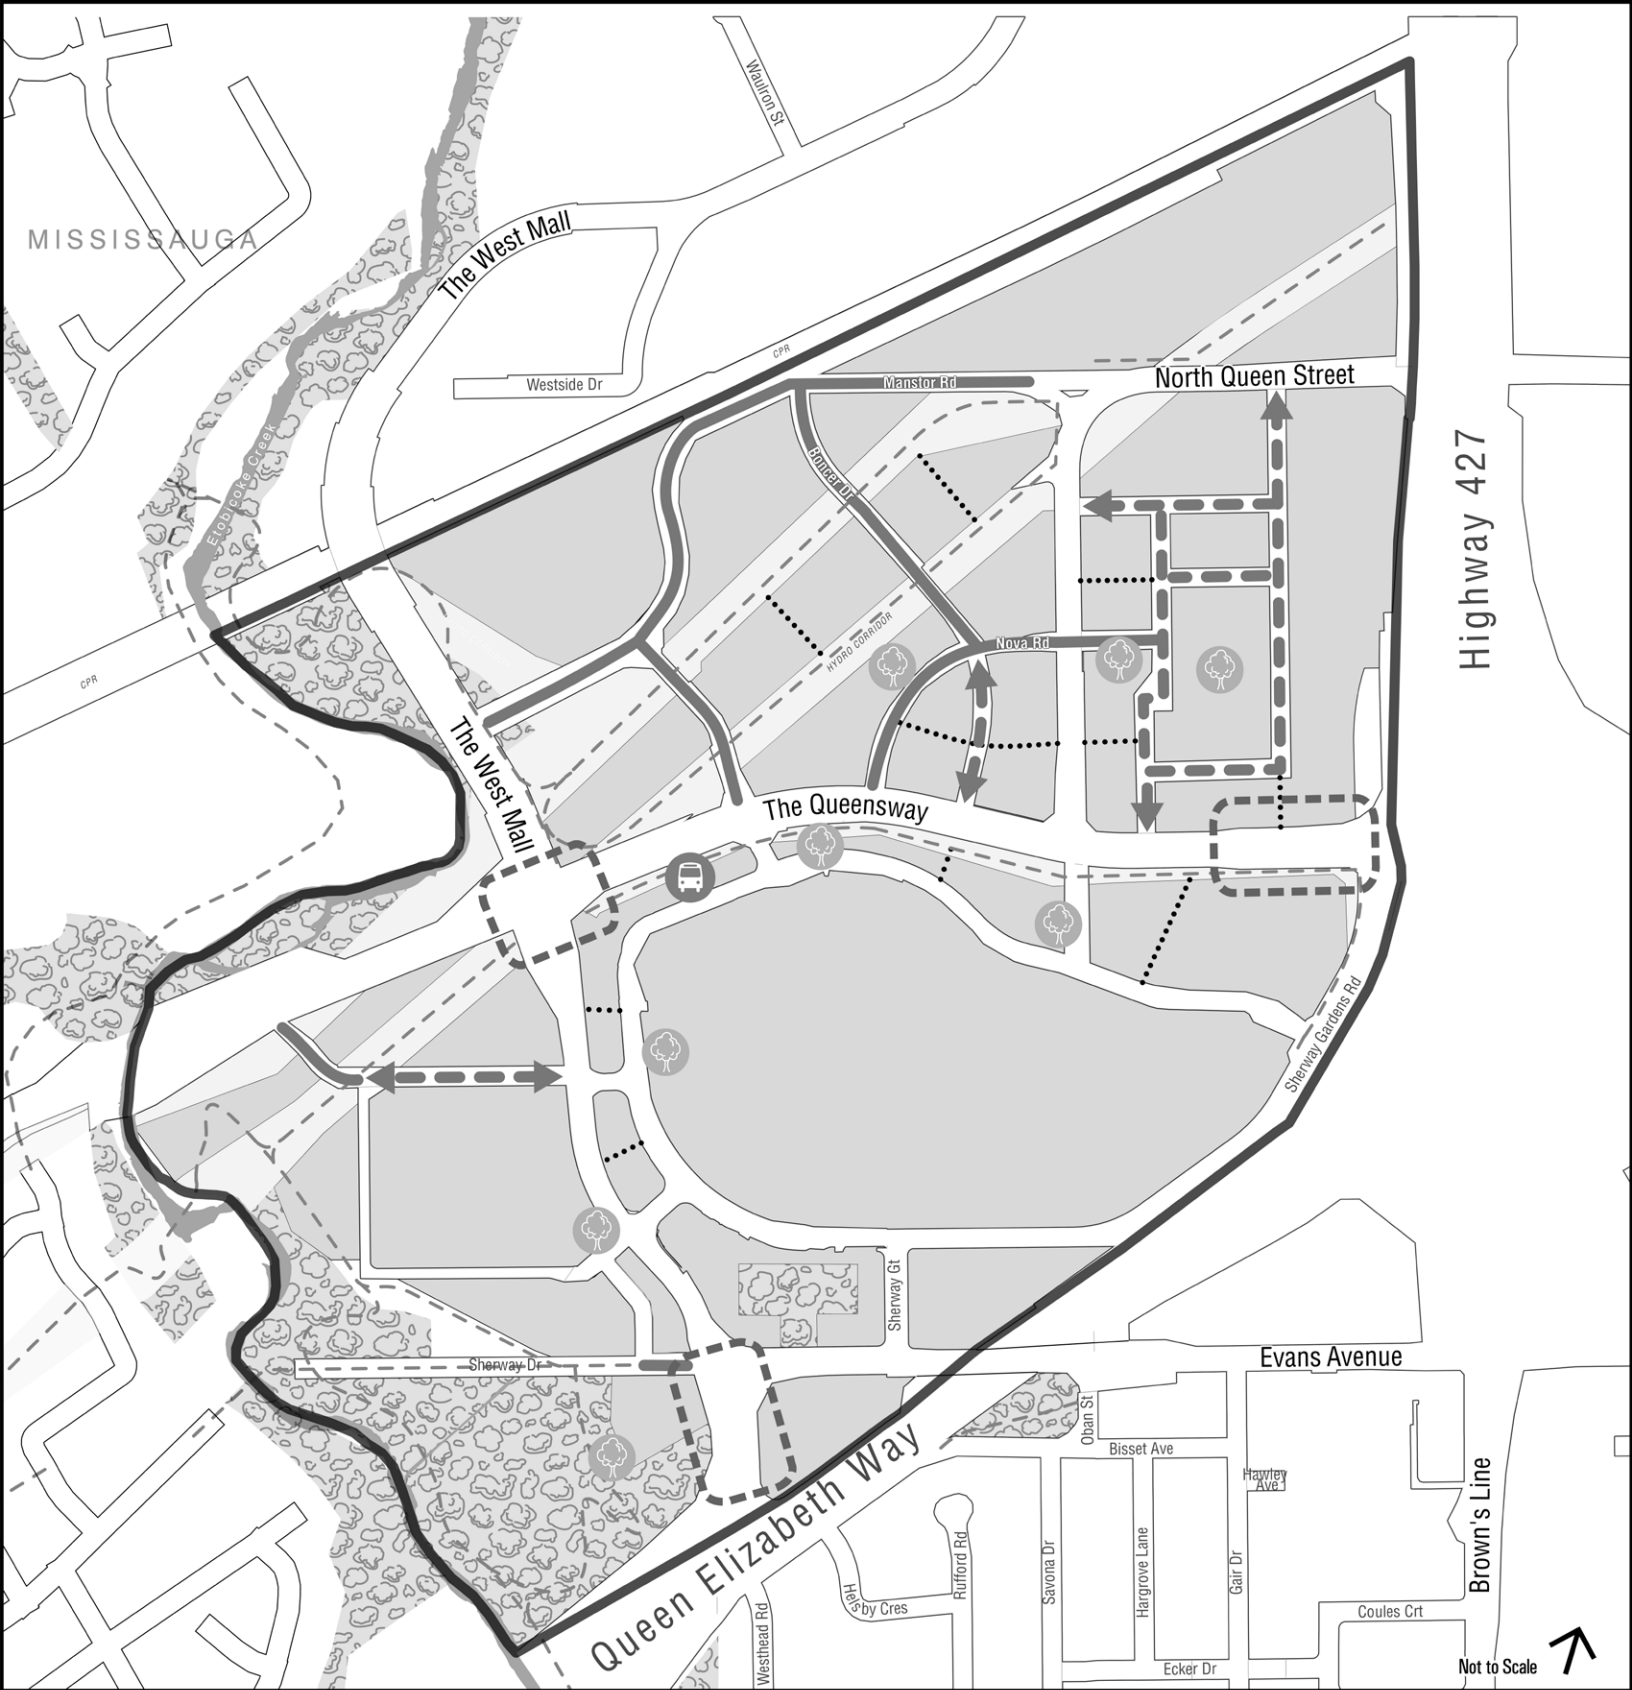 Waulron St
MISSISSAUGA
The West Mall
CPR
Westside Dr
Manstor Rd
North Queen Street
Etobicoke Creek
Boncer Dr
Highway 427
HYDRO CORRIDOR
Nova Rd
CPR
The West Mall
The Queensway
Sherway Gardens Rd
Sherway Gt
Sherway Dr
Evans Avenue
Oban St
Bisset Ave
Queen Elizabeth Way
Hawley
Ave
Brown's Line
Rufford Rd
Savona Dr
Hargrove Lane
Gair Dr
Helsby Cres
Westhead Rd
Coules Crt
Ecker Dr
Not to Scale